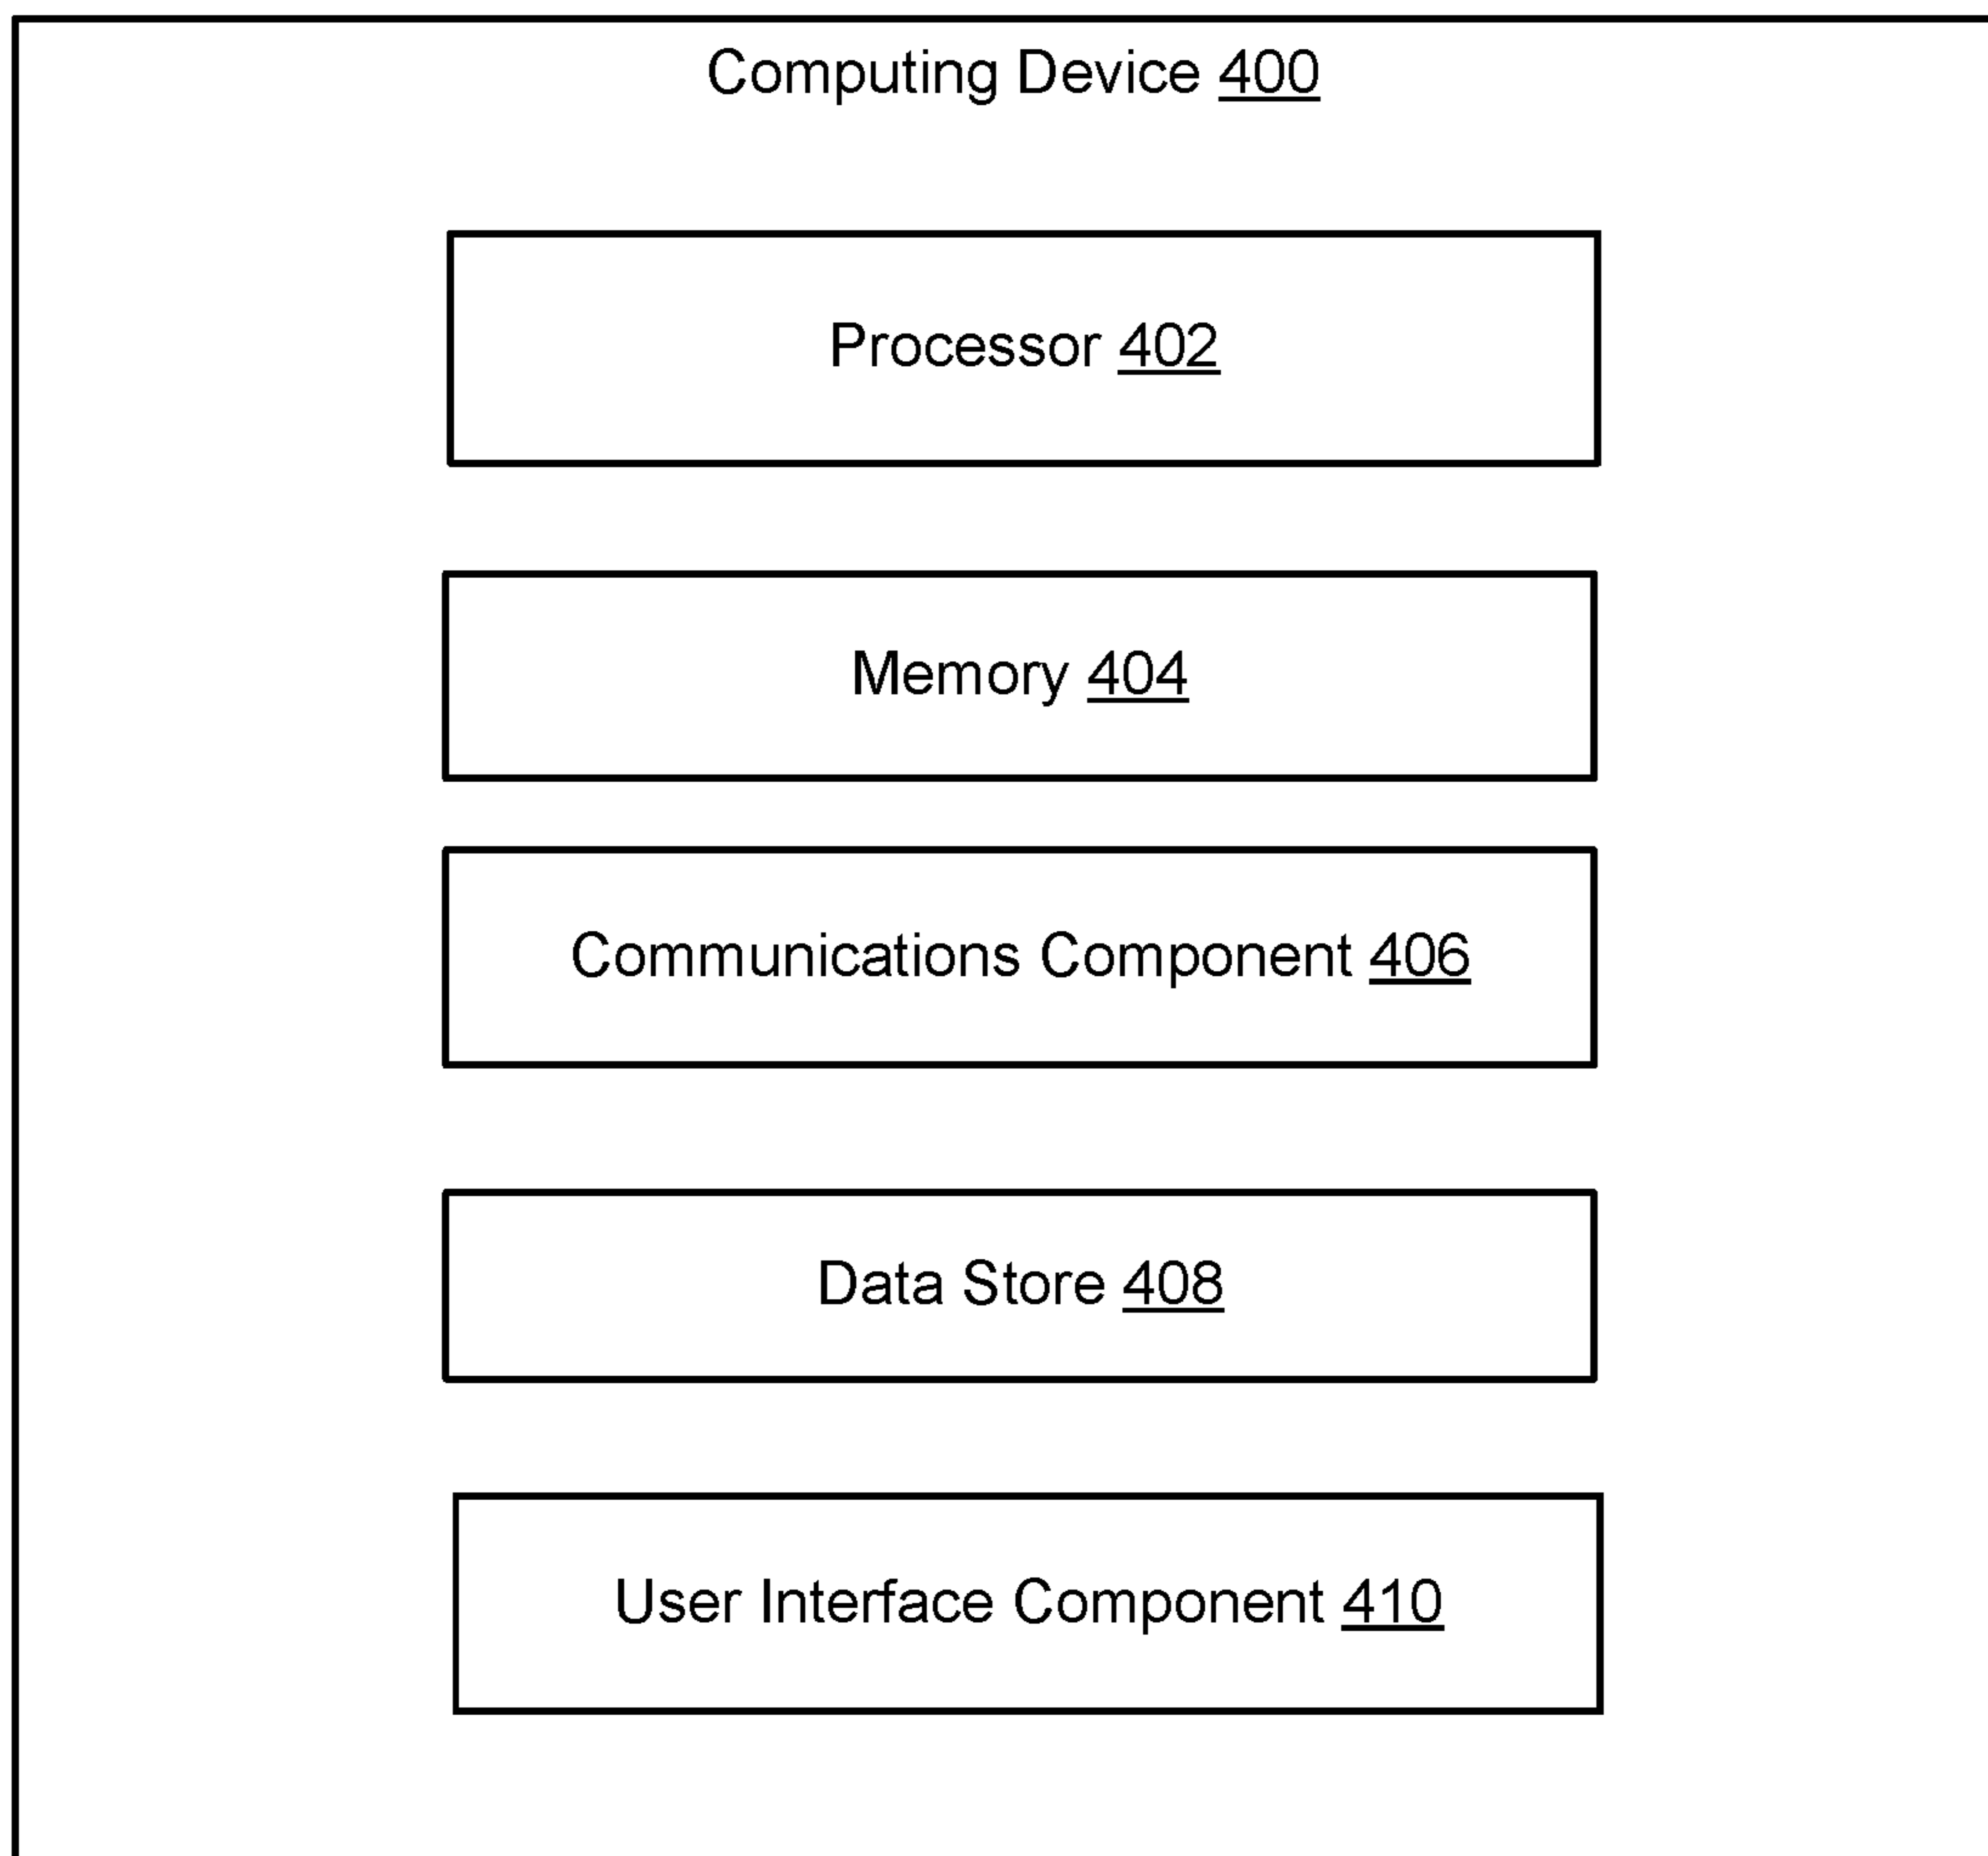 Computing Device 400
Processor 402
Memory 404
Communications Component 406
Data Store 408
User Interface Component 410